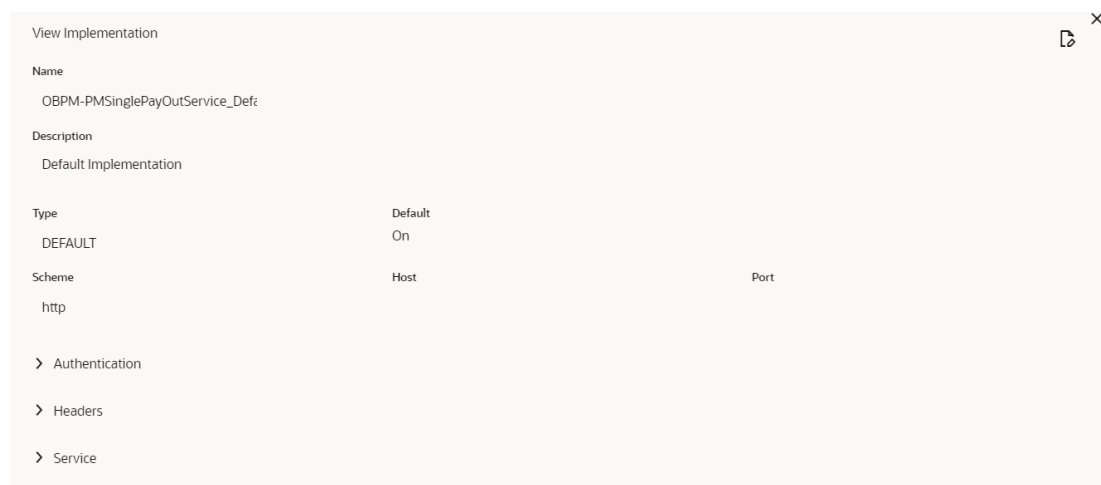 View Implementation
Name
OBPM-PMSinglePayOutService_Defa
Description
Default Implementation
Type Default
DEFAULT On
Scheme Host Port
http
Authentication
Headers
Service